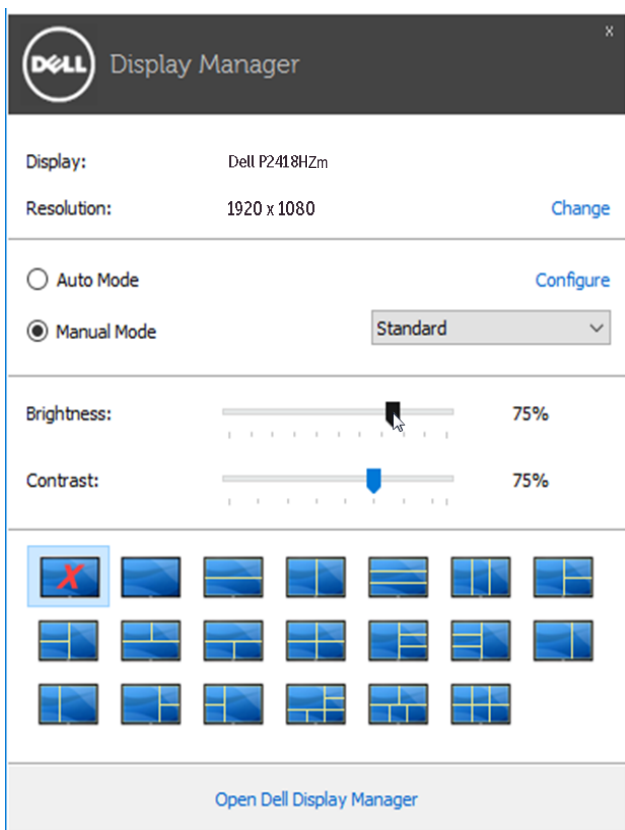 X
DELL Display Manager
Display: Dell P2418HZm
Resolution: 1920 x 1080 Change
Auto Mode Configure
Manual Mode Standard
Brightness: 75%
Contrast: 75%
X
Open Dell Display Manager